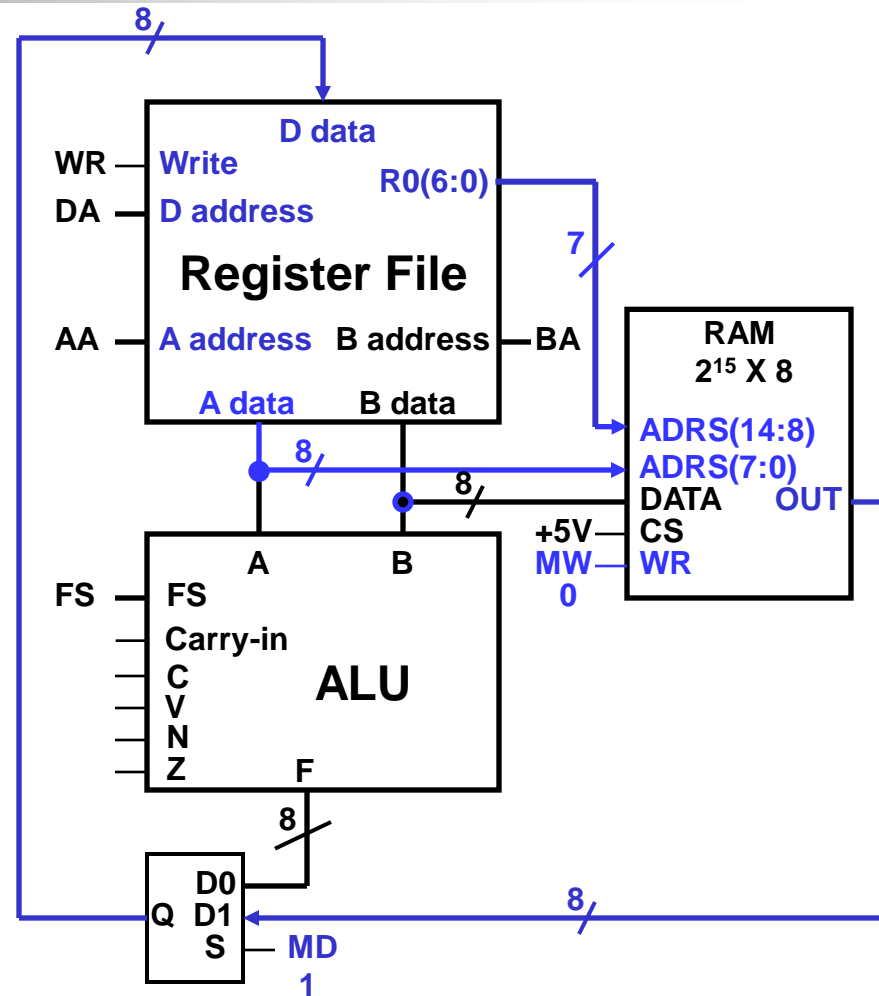 8
D data
WR
Write
R0(6:0)
DA
D address
7
Register File
AA
A address
B address
BA
RAM
2¹⁵ X 8
A data
B data
ADRS(14:8)
8
ADRS(7:0)
8
DATA
OUT
+5V
CS
MW
WR
0
A
B
FS
FS
Carry-in
ALU
C
V
N
Z
F
8
D0
8
Q
D1
S
MD
1